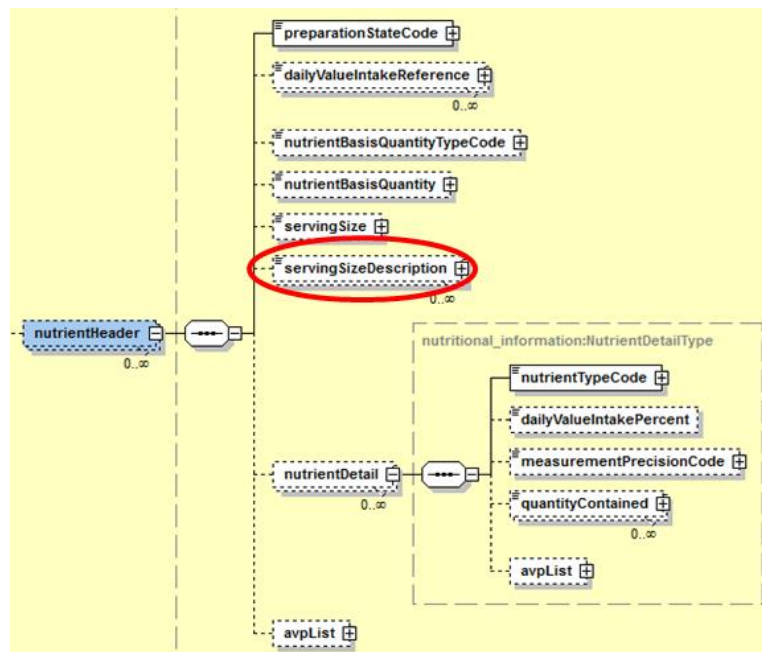 preparationStateCode
dailyValueIntakeReference
0..∞
nutrientBasisQuantityTypeCode
nutrientBasisQuantity
servingSize
servingSizeDescription
0..∞
nutrientHeader
0..∞
nutritional_information:NutrientDetailType
nutrientTypeCode
dailyValueIntakePercent
measurementPrecisionCode
nutrientDetail
0..∞
quantityContained
0..∞
avpList
avpList